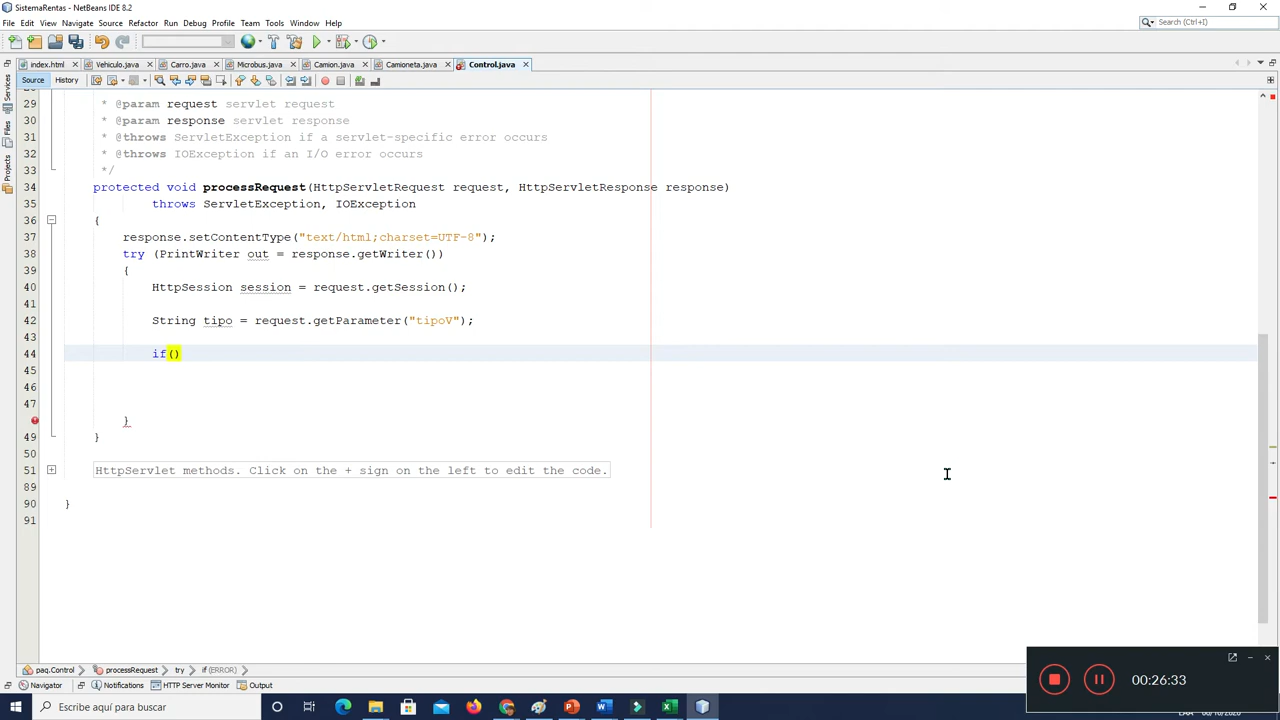 SistemaRentas - NetBeans IDE 8.2
File Edit View Navigate Source Refactor Run Debug Profile Team Tools Window Help
Search (Ctrl+I)
index.html Vehiculo.java Carro.java Microbus.java Camion.java Camioneta.java Control.java
Source History
Services
Files
Projects
29 * @param request servlet request
30 * @param response servlet response
31 * @throws ServletException if a servlet-specific error occurs
32 * @throws IOException if an I/O error occurs
33 */
34 protected void processRequest(HttpServletRequest request, HttpServletResponse response)
35 throws ServletException, IOException
36 {
37 response.setContentType("text/html;charset=UTF-8");
38 try (PrintWriter out = response.getWriter())
39 {
40 HttpSession session = request.getSession();
41
42 String tipo = request.getParameter("tipoV");
43
44 if()
45
46
47
}
49 }
50
51 HttpServlet methods. Click on the + sign on the left to edit the code.
89
90 }
91
paq.Control processRequest try if (ERROR)
Navigator Notifications HTTP Server Monitor Output
00:26:33
Escribe aquí para buscar